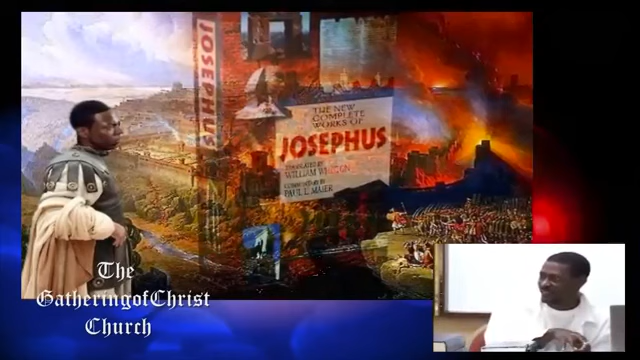 JOSEPHUS
THE NEW
COMPLETE
WORKS OF
JOSEPHUS
TRANSLATED BY
WILLIAM WHISTON
COMMENTARY BY
PAUL L. MAIER
The
GatheringofChrist
Church